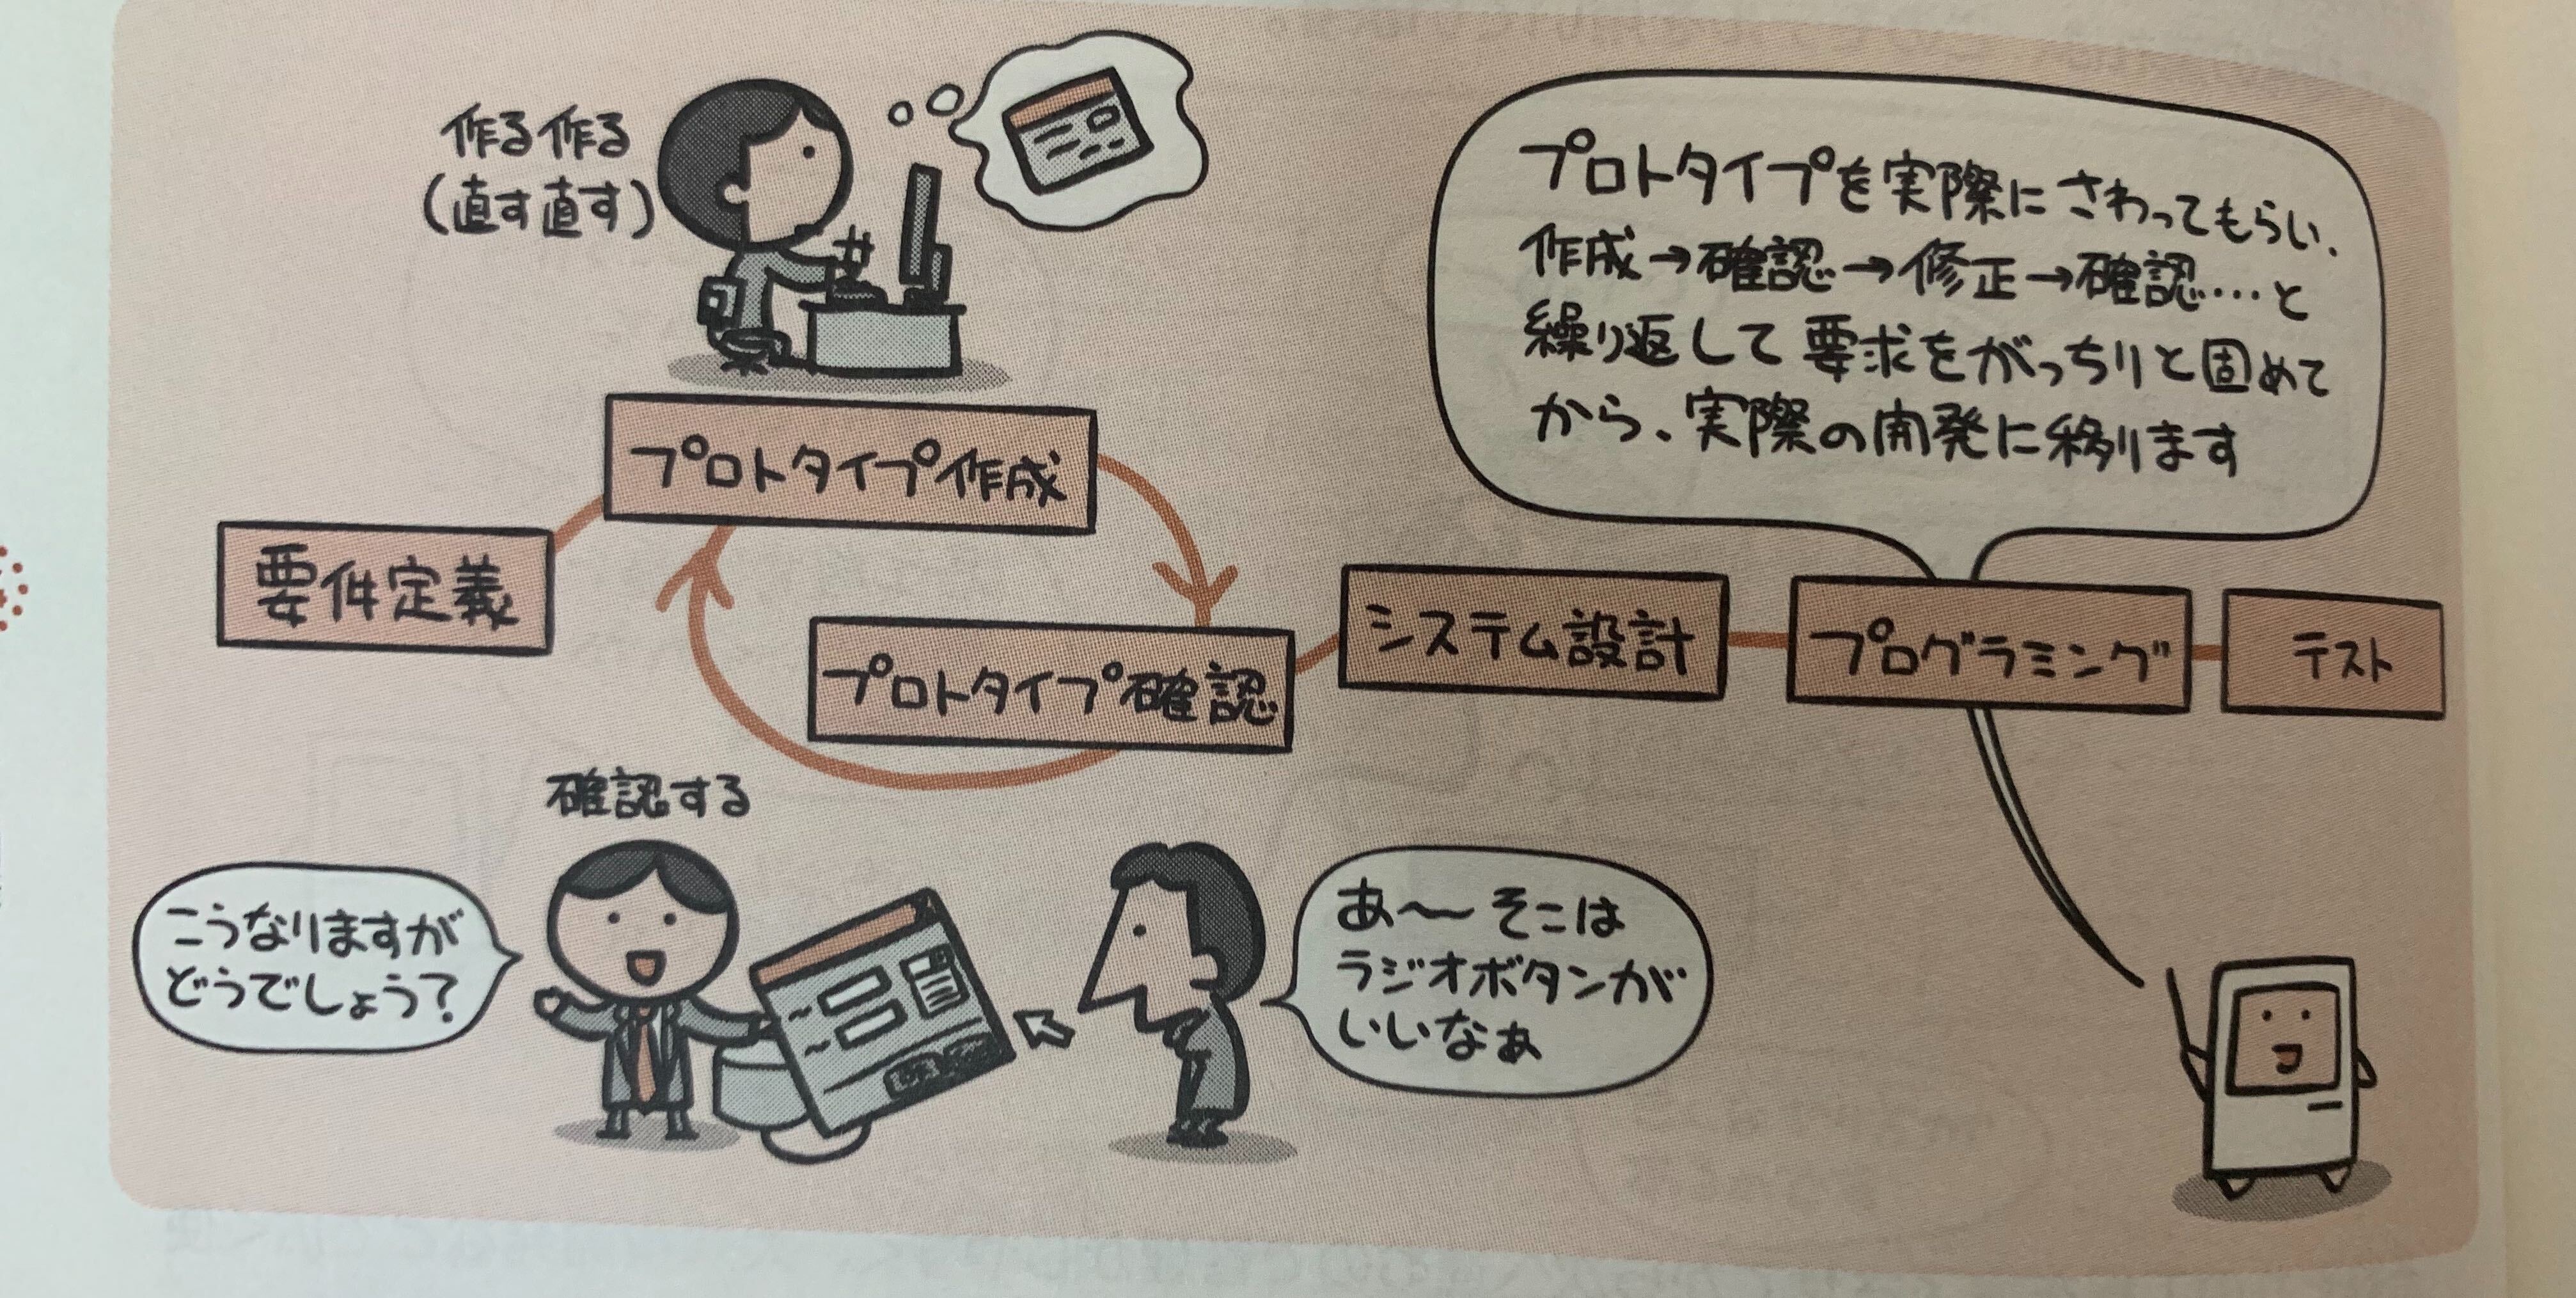 作る作る
(直す直す)
プロトタイプを実際にさわってもらい、
作成→確認→修正→確認…と
繰り返して要求をがっちりと固めて
から、実際の開発に移ります
プロトタイプ作成
要件定義
プロトタイプ確認
システム設計
プログラミング
テスト
確認する
こうなりますが
どうでしょう?
あ〜〜そこは
ラジオボタンが
いいなぁ